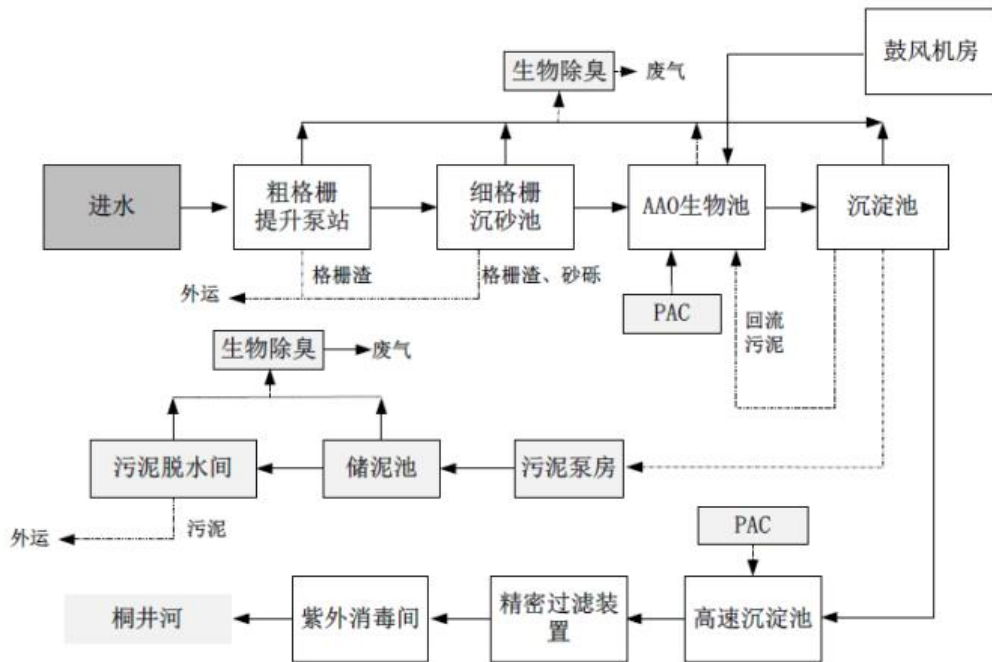 鼓风机房
生物除臭
废气
进水
粗格栅
提升泵站
细格栅
沉砂池
AAO生物池
沉淀池
格栅渣
格栅渣、砂砾
外运
PAC
回流
污泥
生物除臭
废气
污泥脱水间
储泥池
污泥泵房
污泥
外运
PAC
桐井河
紫外消毒间
精密过滤装
置
高速沉淀池